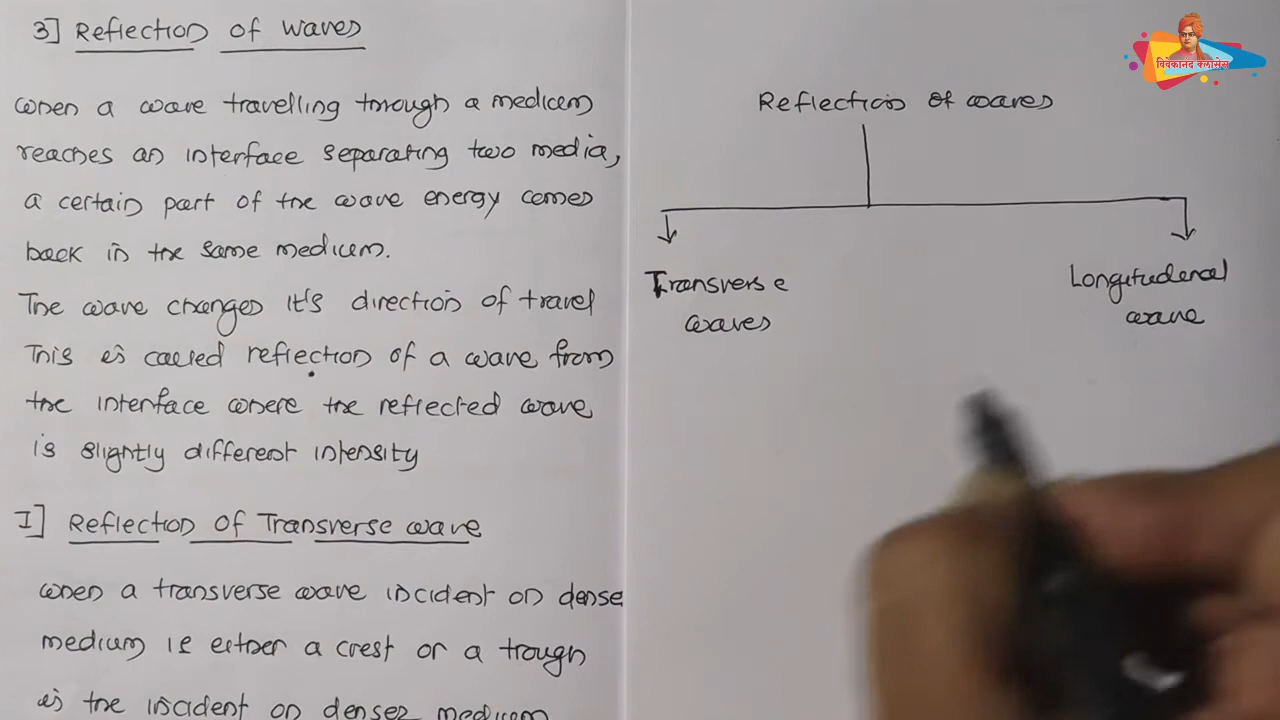 3] Reflection of waves
when a wave travelling through a medium
reaches an interface separating two media,
a certain part of the wave energy comes
back in the same medium.
The wave changes it's direction of travel
This is called reflection of a wave from
the interface where the reflected wave
is slightly different intensity
I] Reflection of Transverse wave
when a transverse wave incident on dense
medium ie either a crest or a trough
is the incident on denser medium
Reflection of waves
Transverse
waves
Longitudenal
wave
विवेकानंद क्लासेस